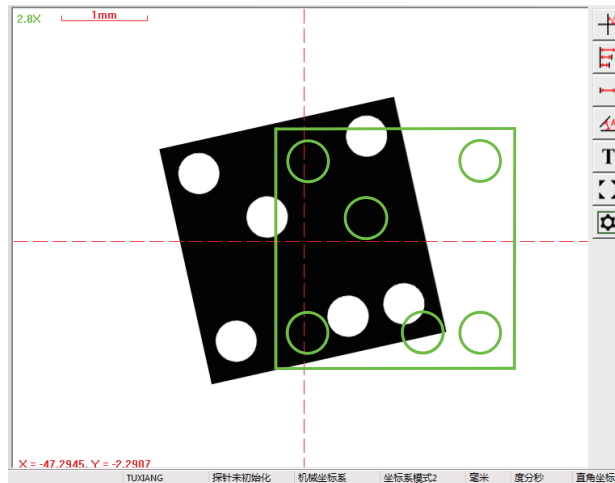 2.8X
1mm
T
X = -47.2945, Y = -2.2907
TUXIANG 探针未初始化 机械坐标系 坐标系模式2 毫米 度分秒 直角坐标